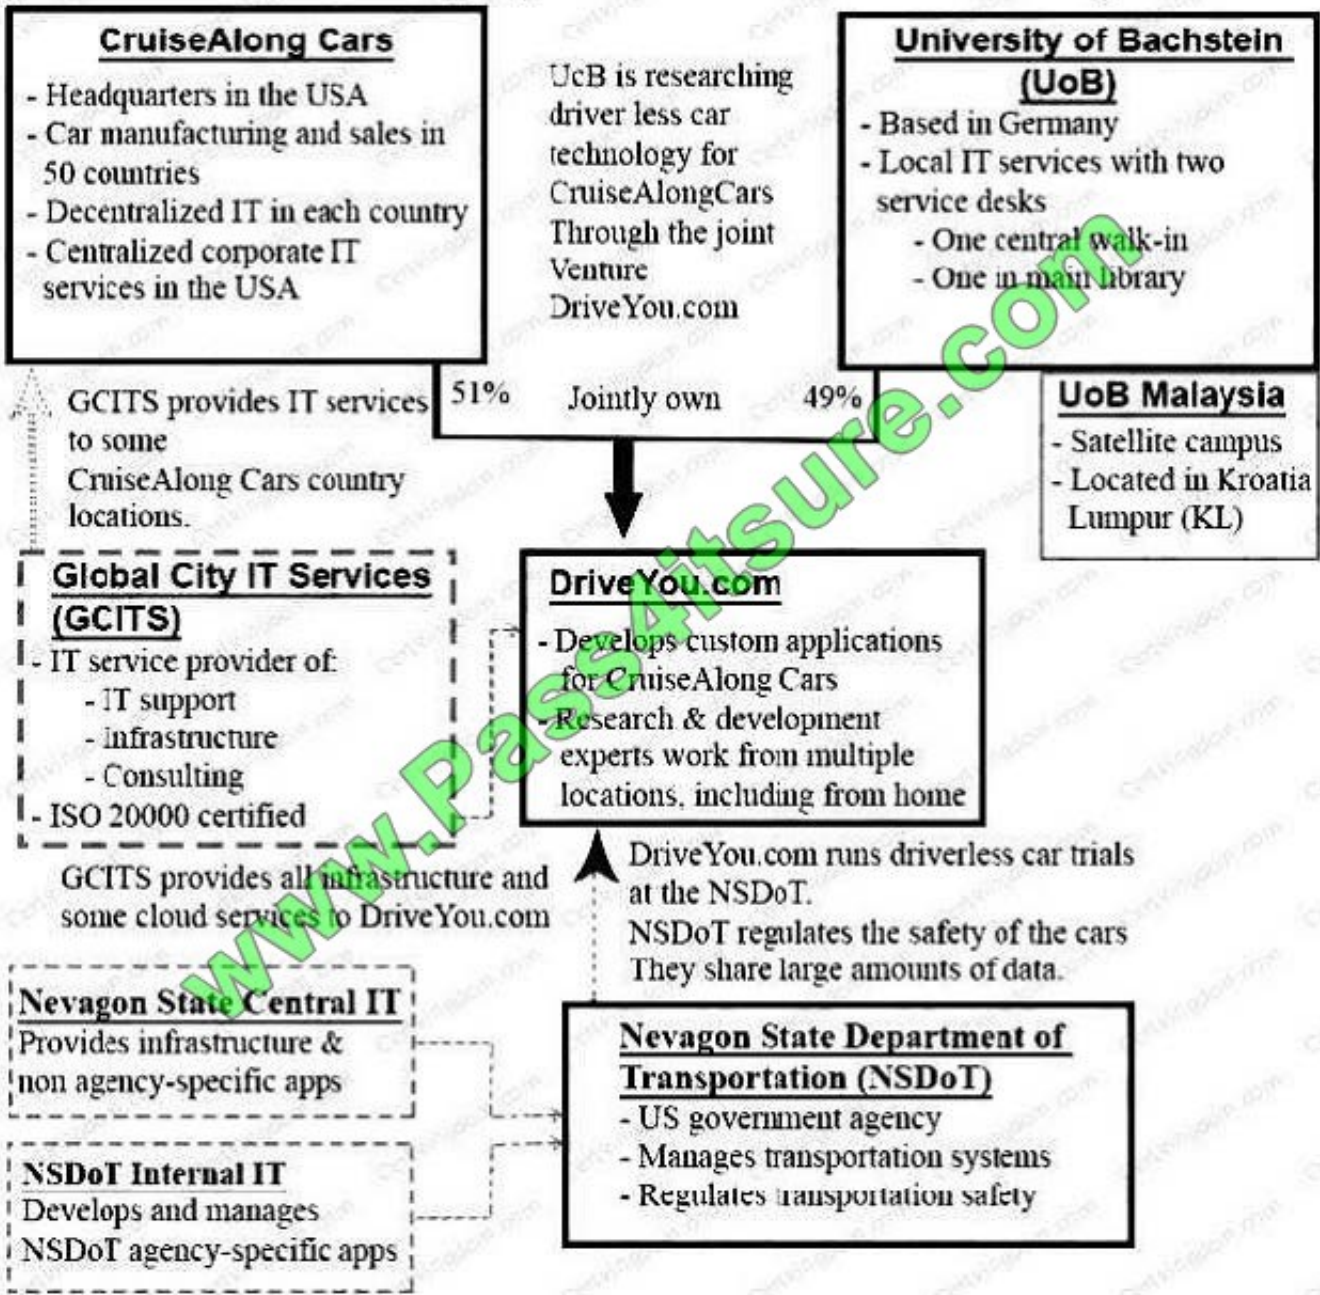 CruiseAlong Cars
- Headquarters in the USA
- Car manufacturing and sales in
50 countries
- Decentralized IT in each country
- Centralized corporate IT
services in the USA
UcB is researching
driver less car
technology for
CruiseAlongCars
Through the joint
Venture
DriveYou.com
University of Bachstein
(UoB)
- Based in Germany
- Local IT services with two
service desks
- One central walk-in
- One in main library
51% Jointly own 49%
UoB Malaysia
- Satellite campus
- Located in Kroatia
Lumpur (KL)
GCITS provides IT services
to some
CruiseAlong Cars country
locations.
Global City IT Services
(GCITS)
- IT service provider of:
- IT support
- Infrastructure
- Consulting
- ISO 20000 certified
DriveYou.com
- Develops custom applications
for CruiseAlong Cars
- Research & development
experts work from multiple
locations, including from home
GCITS provides all infrastructure and
some cloud services to DriveYou.com
DriveYou.com runs driverless car trials
at the NSDoT.
NSDoT regulates the safety of the cars
They share large amounts of data.
Nevagon State Central IT
Provides infrastructure &
non agency-specific apps
NSDoT Internal IT
Develops and manages
NSDoT agency-specific apps
Nevagon State Department of
Transportation (NSDoT)
- US government agency
- Manages transportation systems
- Regulates transportation safety
www.Pass4itsure.com